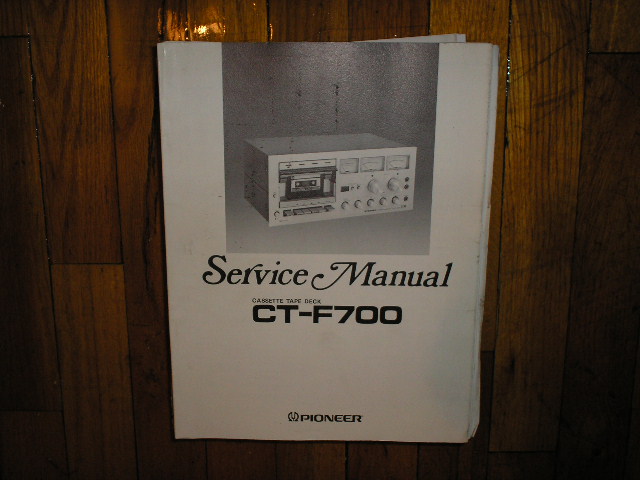 Service Manual
CASSETTE TAPE DECK
CT-F700
PIONEER